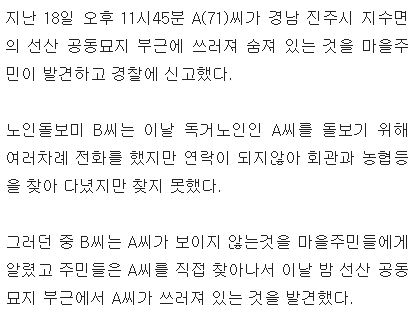 지난 18일 오후 11시45분 A(71)씨가 경남 진주시 지수면
의 선산 공동묘지 부근에 쓰러져 숨져 있는 것을 마을주
민이 발견하고 경찰에 신고했다.
노인돌보미 B씨는 이날 독거노인인 A씨를 돌보기 위해
여러차례 전화를 했지만 연락이 되지않아 회관과 농협등
을 찾아 다녔지만 찾지 못했다.
그러던 중 B씨는 A씨가 보이지 않는것을 마을주민들에게
알렸고 주민들은 A씨를 직접 찾아나서 이날 밤 선산 공동
묘지 부근에서 A씨가 쓰러져 있는 것을 발견했다.